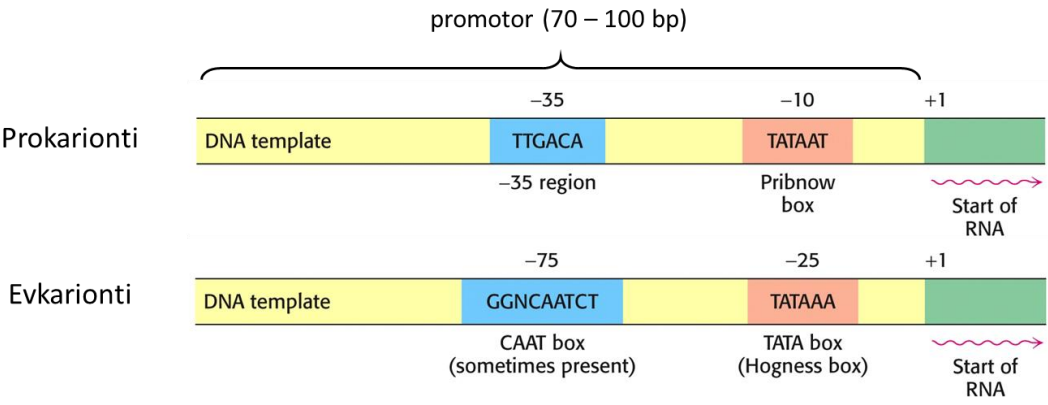 promotor (70 – 100 bp)
–35 –10 +1
Prokarionti
DNA template TTGACA TATAAT
–35 region Pribnow
box
Start of
RNA
–75 –25 +1
Evkarionti
DNA template GGNCAATCT TATAAA
CAAT box TATA box
(sometimes present) (Hogness box)
Start of
RNA